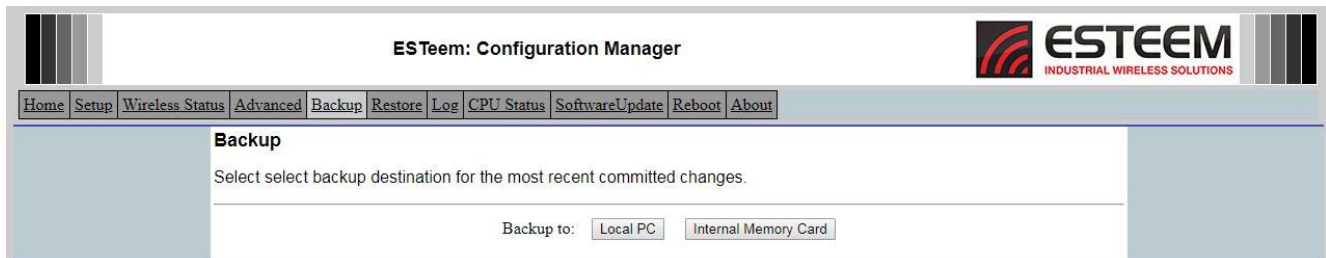 ESTeem: Configuration Manager
ESTEEM
INDUSTRIAL WIRELESS SOLUTIONS
Home Setup Wireless Status Advanced Backup Restore Log CPU Status SoftwareUpdate Reboot About
Backup
Select select backup destination for the most recent committed changes.
Backup to: Local PC Internal Memory Card